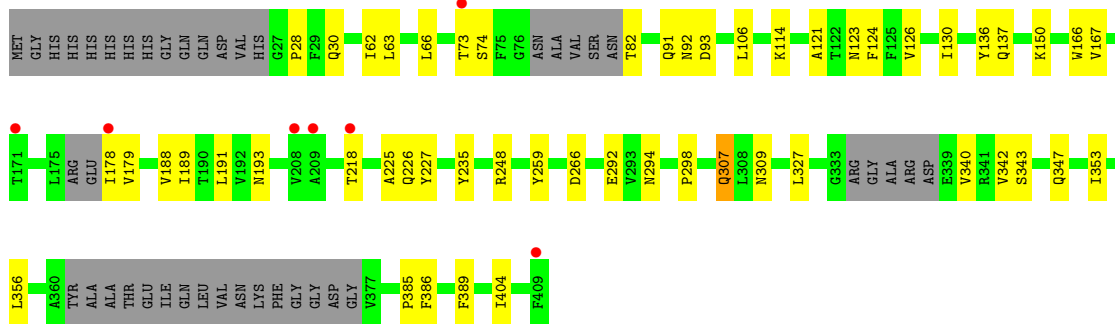 MET GLY HIS HIS HIS HIS HIS HIS GLY GLN GLN ASP VAL HIS G27 P28 F29 Q30 I62 L63 L66 T73 S74 F75 G76 ASN ALA VAL SER ASN T82 Q91 N92 D93 L106 K114 A121 T122 N123 F124 F125 V126 I130 Y136 Q137 K150 W166 V167
T171 L175 ARG GLU I178 V179 V188 I189 T190 L191 V192 N193 V208 A209 T218 A225 Q226 Y227 Y235 R248 Y259 D266 E292 V293 N294 P298 Q307 L308 N309 L327 G333 ARG GLY ALA ARG ASP E339 V340 R341 V342 S343 Q347 I353
L356 A360 TYR ALA ALA THR GLU ILE GLN LEU VAL ASN LYS PHE GLY GLY ASP GLY V377 P385 F386 F389 I404 F409